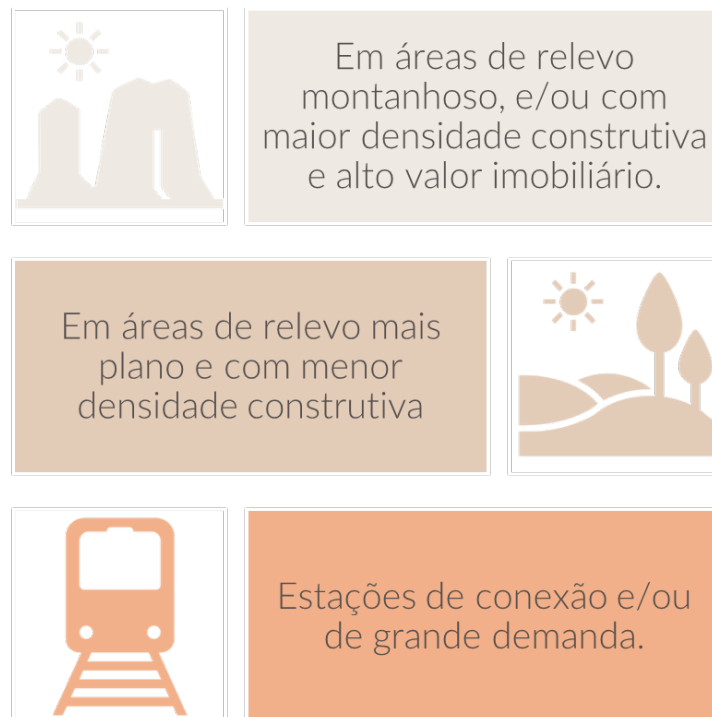 Em áreas de relevo
montanhoso, e/ou com
maior densidade construtiva
e alto valor imobiliário.
Em áreas de relevo mais
plano e com menor
densidade construtiva
Estações de conexão e/ou
de grande demanda.